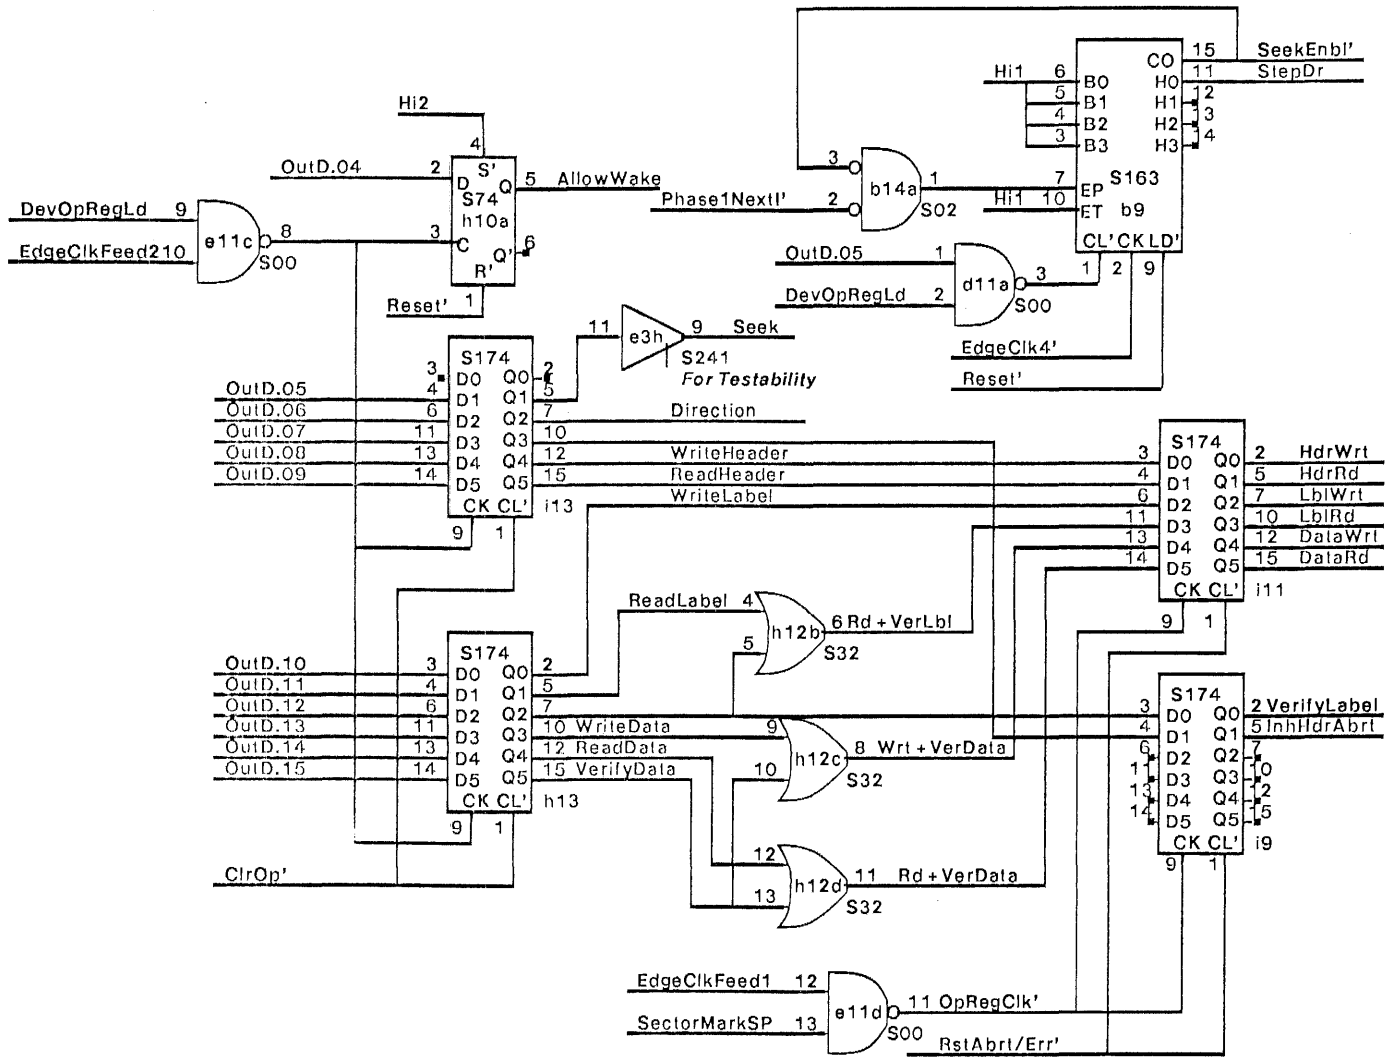 15 SeekEnbl'
CO
Hi1 6 B0 H0 11 StepDr
5 B1 H1 12
4 B2 H2 13
3 B3 H3 14
Hi2
4
S'
OutD.04 2 D Q 5 AllowWake
S74
h10a
3 b14a 1 7 EP S163
Phase1NextI' 2 S02 Hi1 10 ET b9
DevOpRegLd 9
e11c 8 3 C
EdgeClkFeed2 10 S00
Q' 6
R'
Reset' 1
CL' CK LD'
1 2 9
OutD.05 1
d11a 3
DevOpRegLd 2 S00
EdgeClk4'
Reset'
11 e3h 9 Seek
S241
For Testability
S174
3 D0 Q0 2
OutD.05 4 D1 Q1 5
OutD.06 6 D2 Q2 7 Direction
OutD.07 11 D3 Q3 10
OutD.08 13 D4 Q4 12 WriteHeader
OutD.09 14 D5 Q5 15 ReadHeader
WriteLabel
CK CL' i13
9 1
S174
3 D0 Q0 2 HdrWrt
4 D1 Q1 5 HdrRd
6 D2 Q2 7 LblWrt
11 D3 Q3 10 LblRd
13 D4 Q4 12 DataWrt
14 D5 Q5 15 DataRd
CK CL' i11
9 1
ReadLabel 4
h12b 6 Rd+VerLbl
5 S32
S174
OutD.10 3 D0 Q0 2
OutD.11 4 D1 Q1 5
OutD.12 6 D2 Q2 7
OutD.13 11 D3 Q3 10 WriteData 9
OutD.14 13 D4 Q4 12 ReadData
OutD.15 14 D5 Q5 15 VerifyData
CK CL' h13
9 1
h12c 8 Wrt+VerData
10 S32
ClrOp'
12
h12d 11 Rd+VerData
13 S32
S174
3 D0 Q0 2 VerifyLabel
4 D1 Q1 5 InhHdrAbrt
6 D2 Q2 7
11 D3 Q3 10
13 D4 Q4 12
14 D5 Q5 15
CK CL' i9
9 1
EdgeClkFeed1 12
e11d 11 OpRegClk'
SectorMarkSP 13 S00
RstAbrt/Err'